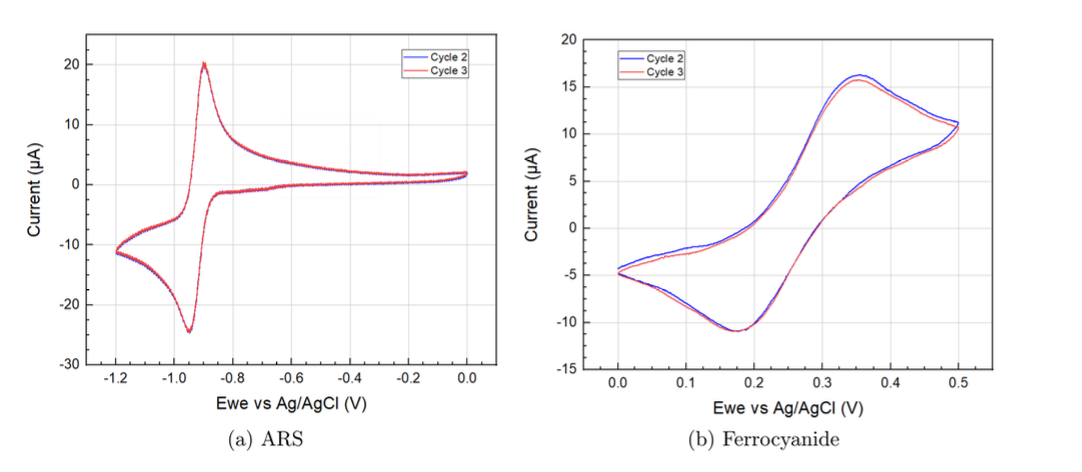 20
10
0
-10
-20
-30
-1.2 -1.0 -0.8 -0.6 -0.4 -0.2 0.0
Current (µA)
Ewe vs Ag/AgCl (V)
Cycle 2
Cycle 3
(a) ARS
20
15
10
5
0
-5
-10
-15
0.0 0.1 0.2 0.3 0.4 0.5
Current (µA)
Ewe vs Ag/AgCl (V)
Cycle 2
Cycle 3
(b) Ferrocyanide